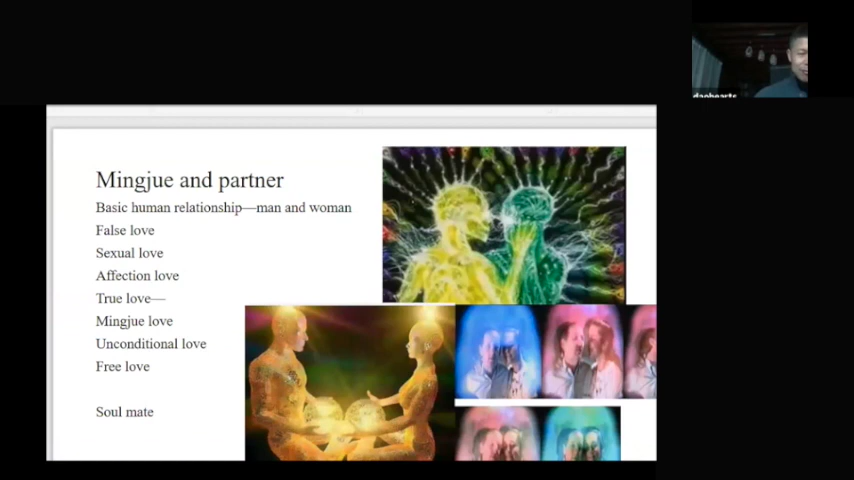 Mingjue and partner
Basic human relationship—man and woman
False love
Sexual love
Affection love
True love—
Mingjue love
Unconditional love
Free love
Soul mate
daohearts